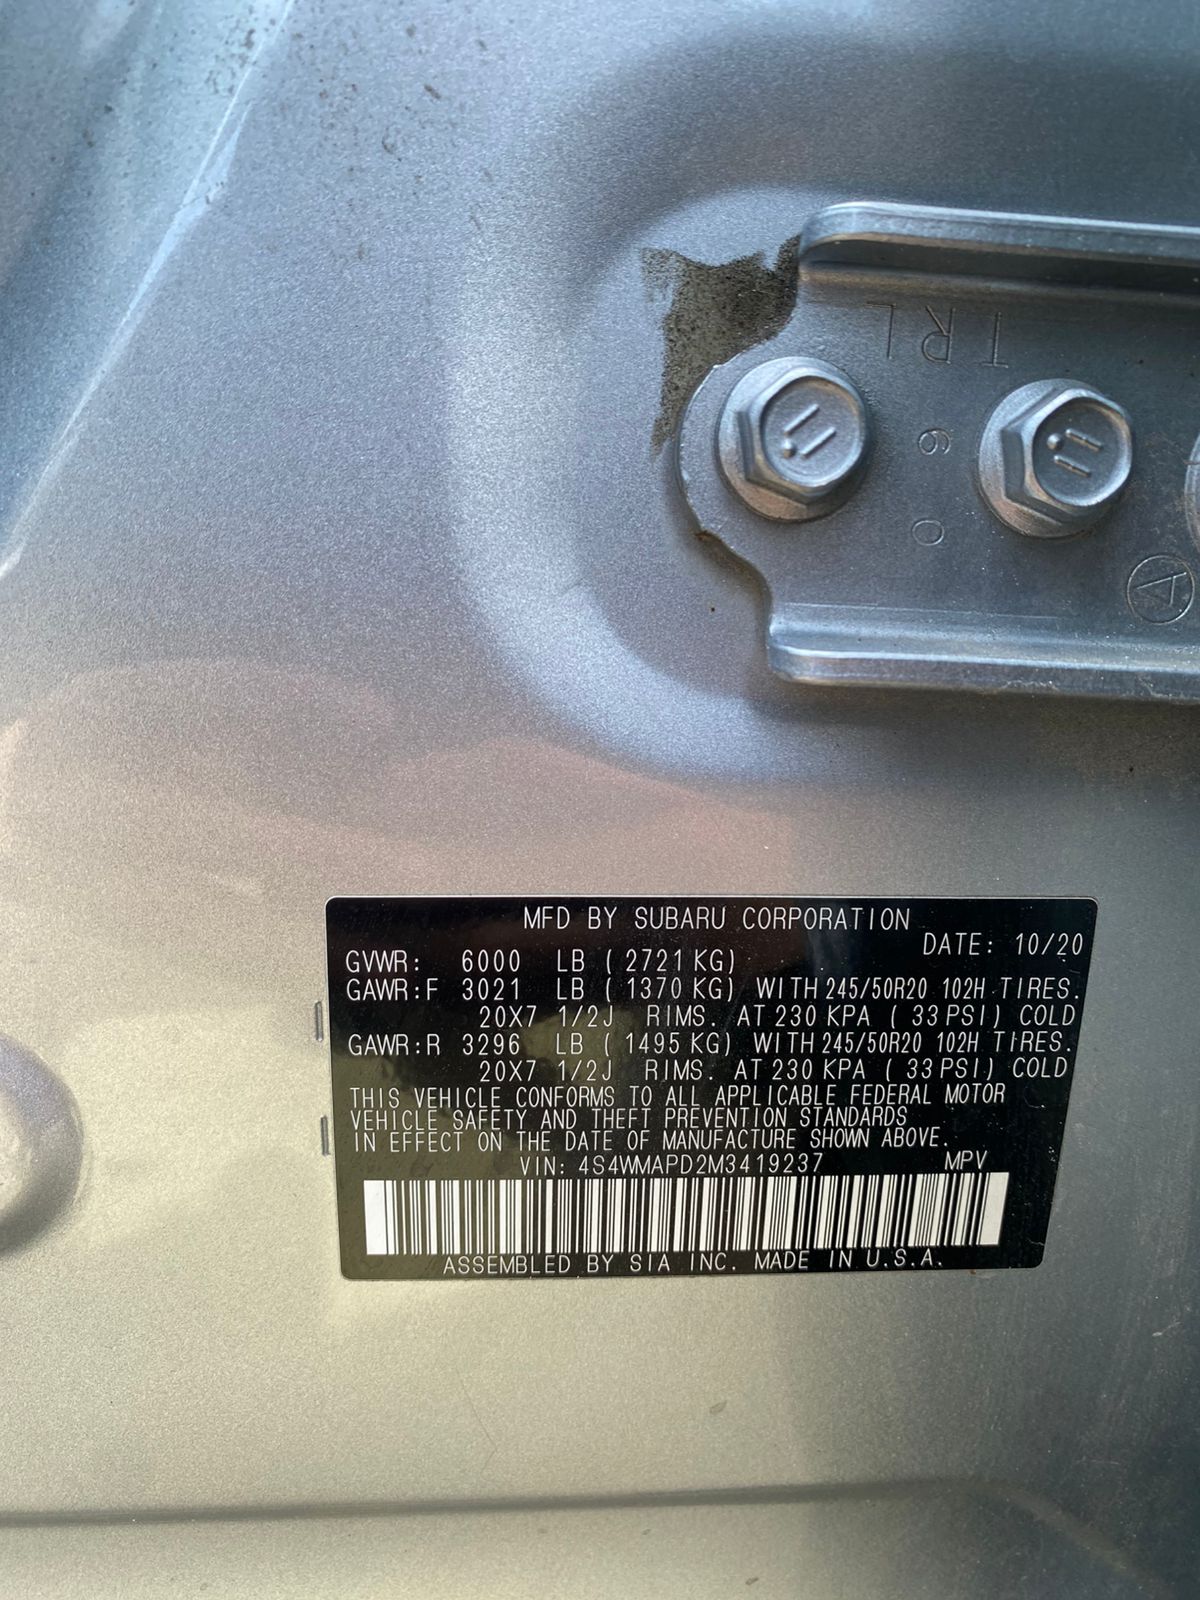 TRL
9
0
A
MFD BY SUBARU CORPORATION
DATE: 10/20
GVWR: 6000 LB ( 2721 KG)
GAWR:F 3021 LB ( 1370 KG) WITH 245/50R20 102H TIRES.
20X7 1/2J RIMS. AT 230 KPA ( 33 PSI) COLD
GAWR:R 3296 LB ( 1495 KG) WITH 245/50R20 102H TIRES.
20X7 1/2J RIMS. AT 230 KPA ( 33 PSI) COLD
THIS VEHICLE CONFORMS TO ALL APPLICABLE FEDERAL MOTOR
VEHICLE SAFETY AND THEFT PREVENTION STANDARDS
IN EFFECT ON THE DATE OF MANUFACTURE SHOWN ABOVE.
VIN: 4S4WMAPD2M3419237 MPV
ASSEMBLED BY SIA INC. MADE IN U.S.A.